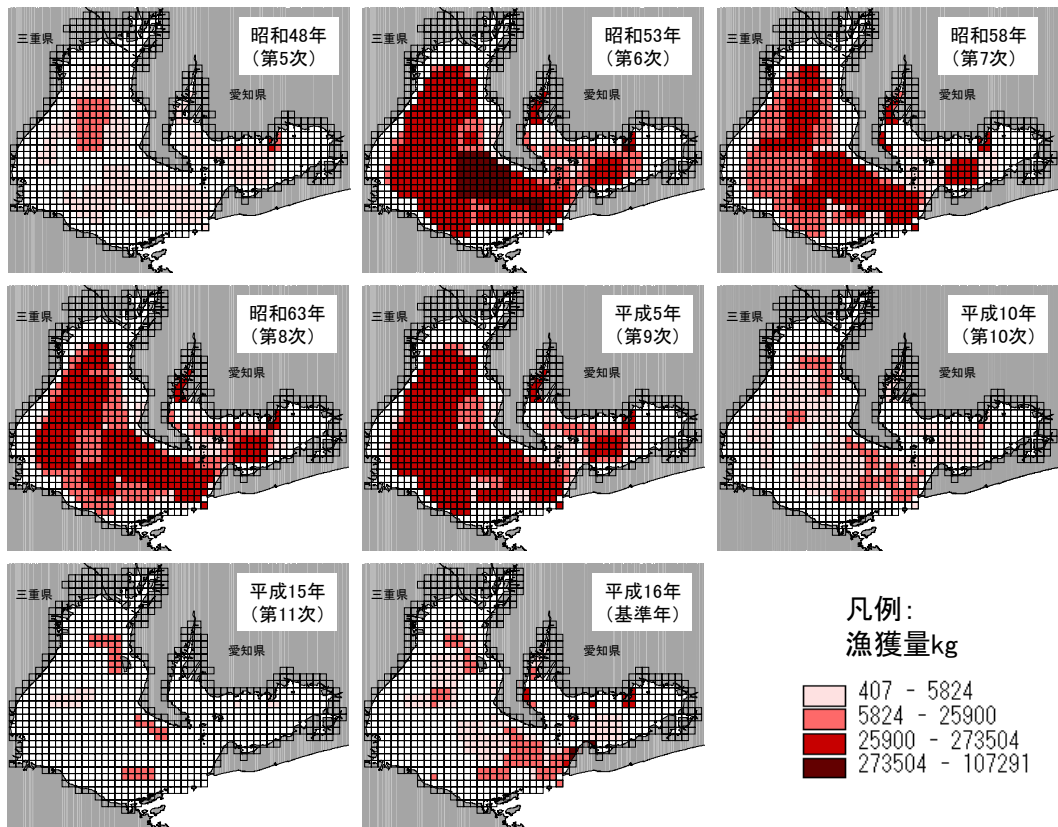 三重県
昭和48年
(第5次)
愛知県
三重県
昭和53年
(第6次)
愛知県
三重県
昭和58年
(第7次)
愛知県
三重県
昭和63年
(第8次)
愛知県
三重県
平成5年
(第9次)
愛知県
三重県
平成10年
(第10次)
愛知県
三重県
平成15年
(第11次)
愛知県
三重県
平成16年
(基準年)
愛知県
凡例:
漁獲量kg
407 - 5824
5824 - 25900
25900 - 273504
273504 - 107291